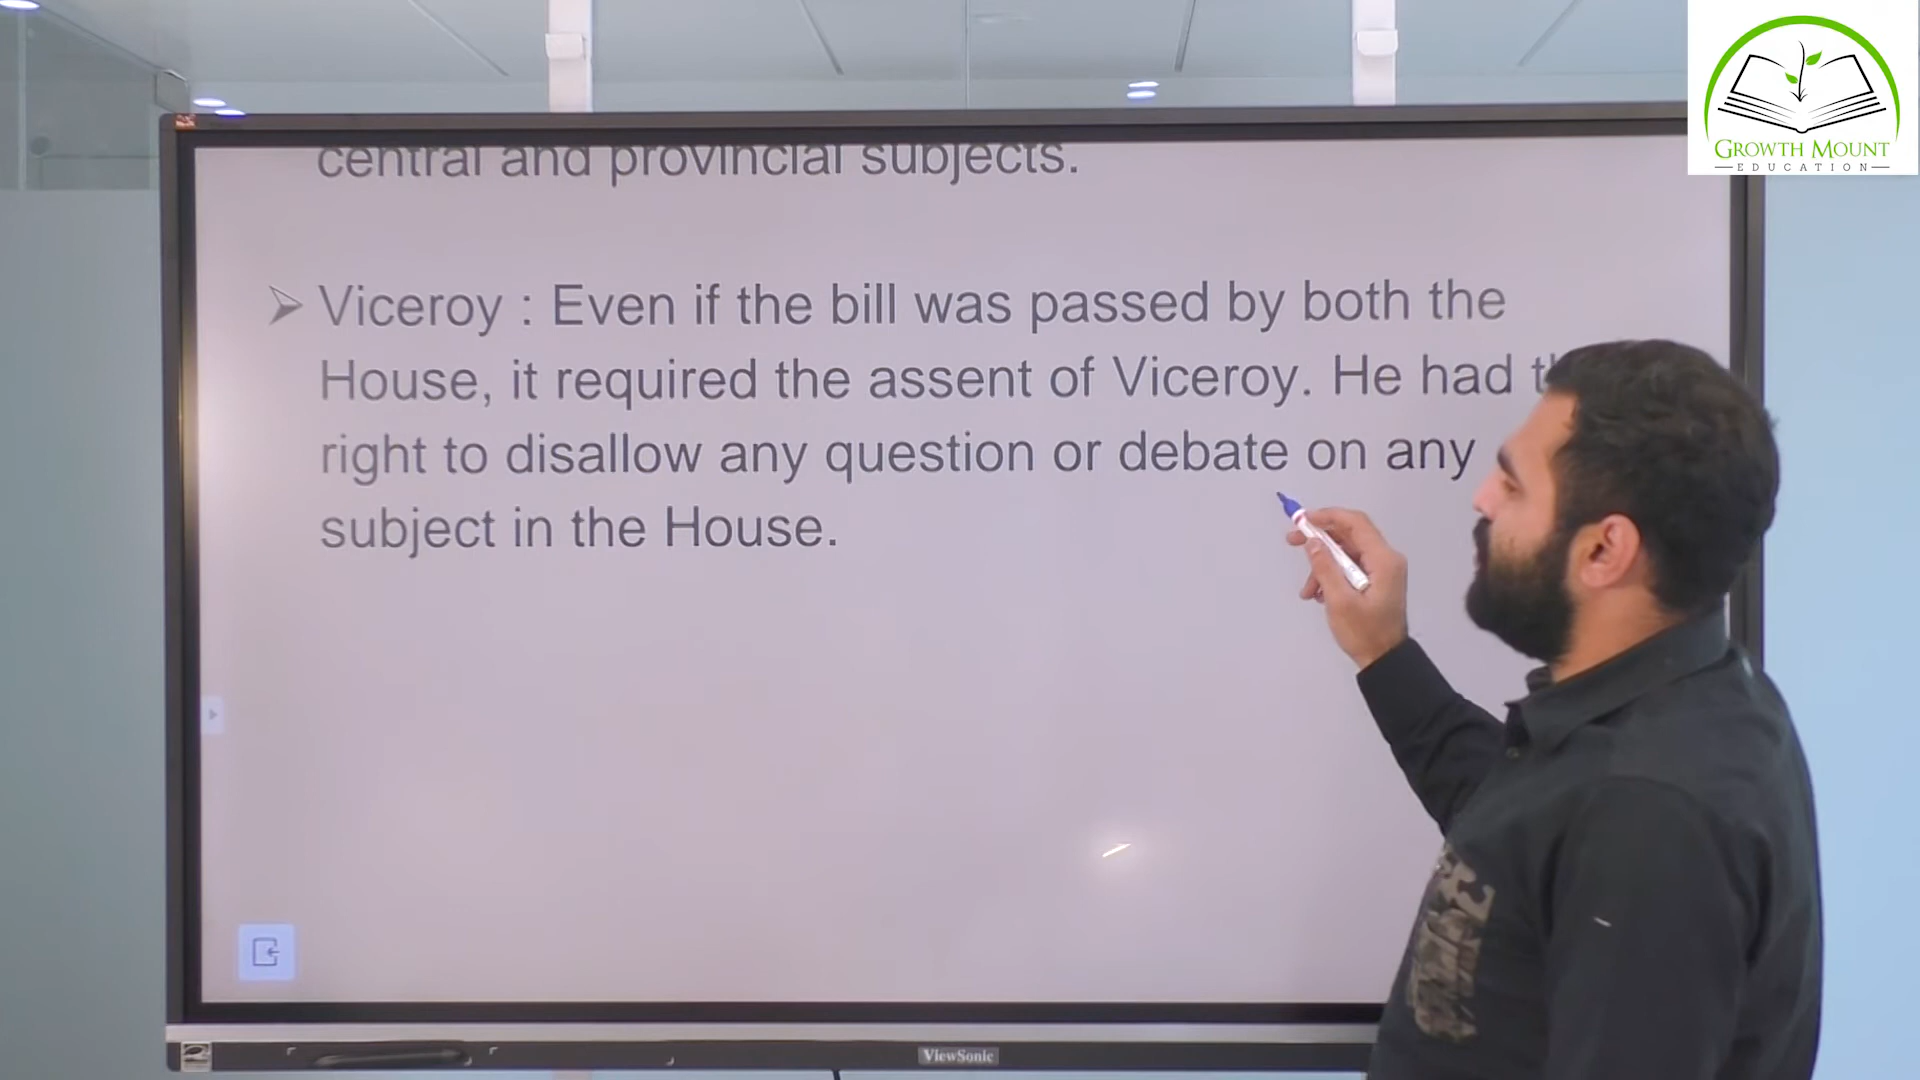 GROWTH MOUNT
EDUCATION
central and provincial subjects.
➢ Viceroy : Even if the bill was passed by both the
House, it required the assent of Viceroy. He had
right to disallow any question or debate on any
subject in the House.
ViewSonic